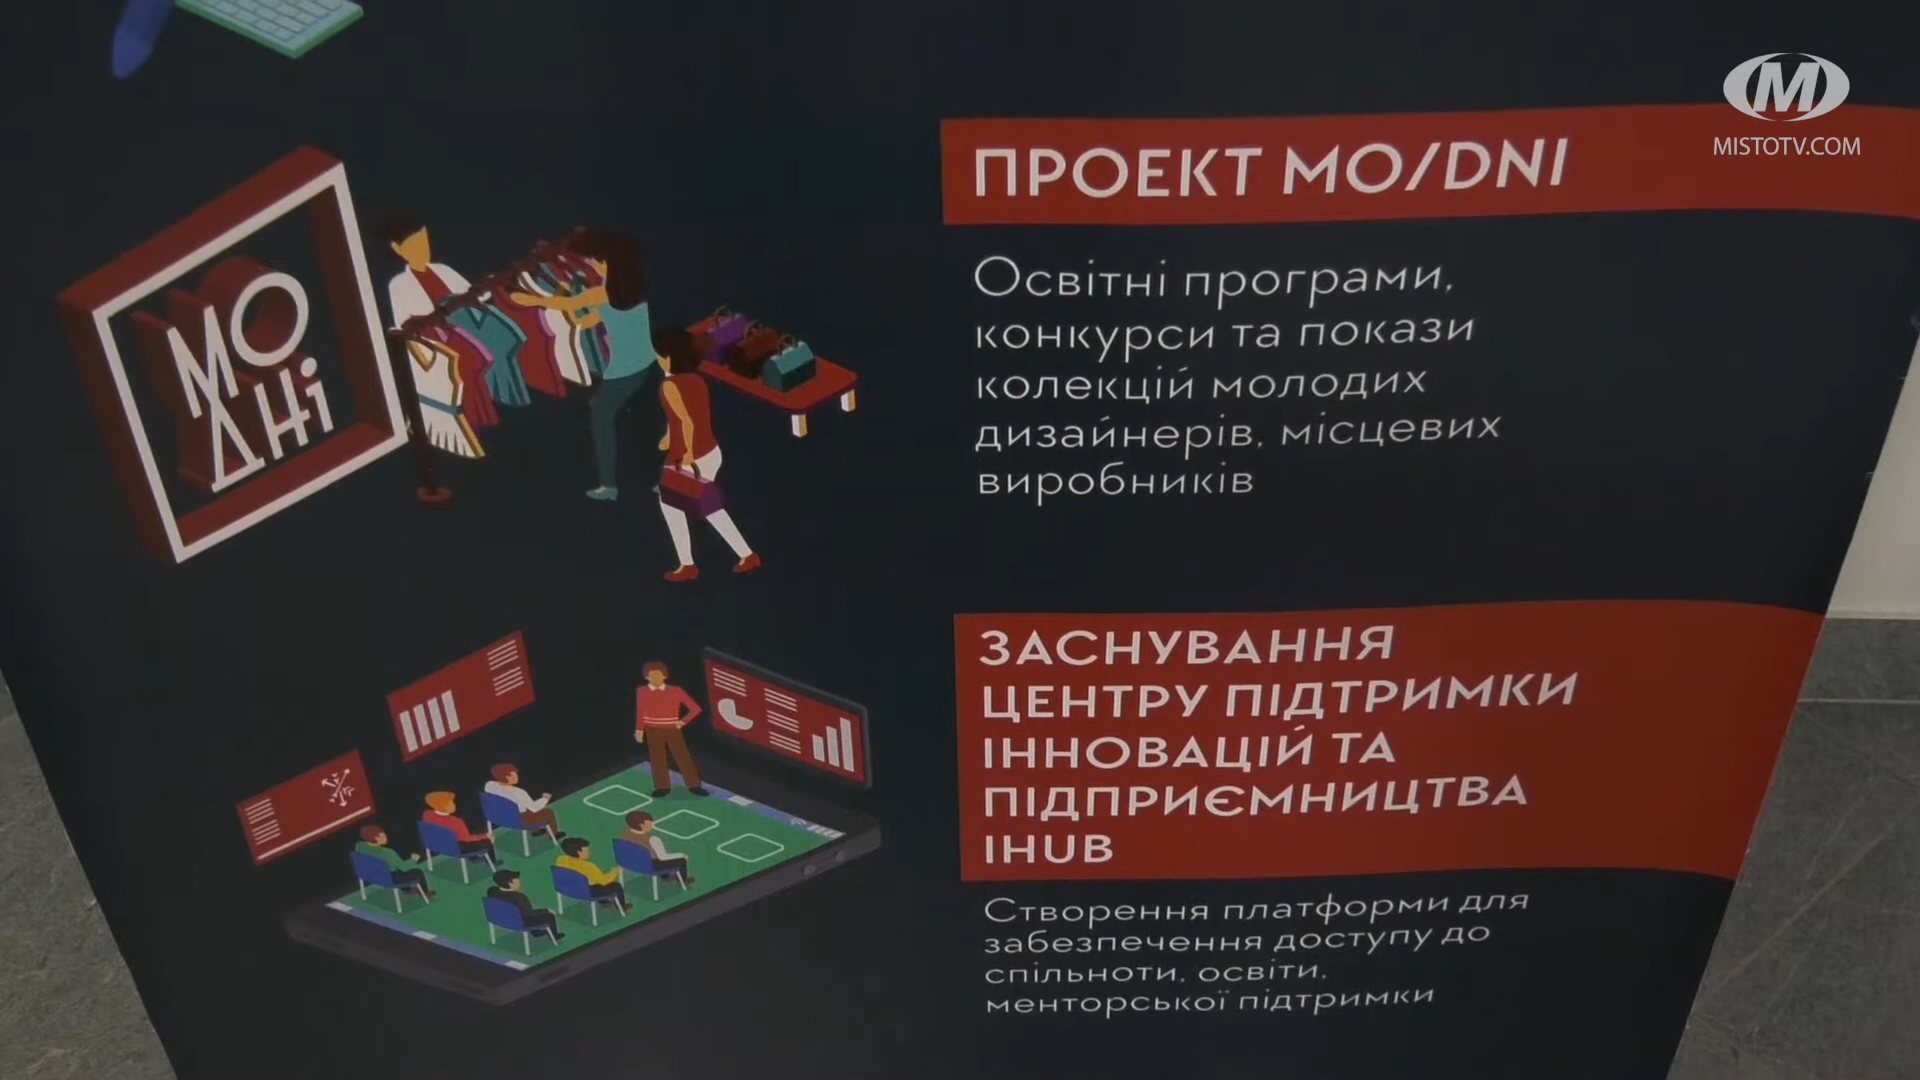 MISTOTV.COM
ПРОЕКТ MO/DNI
Освітні програми,
конкурси та покази
колекцій молодих
дизайнерів, місцевих
виробників
МО
ДНі
ЗАСНУВАННЯ
ЦЕНТРУ ПІДТРИМКИ
ІННОВАЦІЙ ТА
ПІДПРИЄМНИЦТВА
IHUB
Створення платформи для
забезпечення доступу до
спільноти, освіти,
менторської підтримки